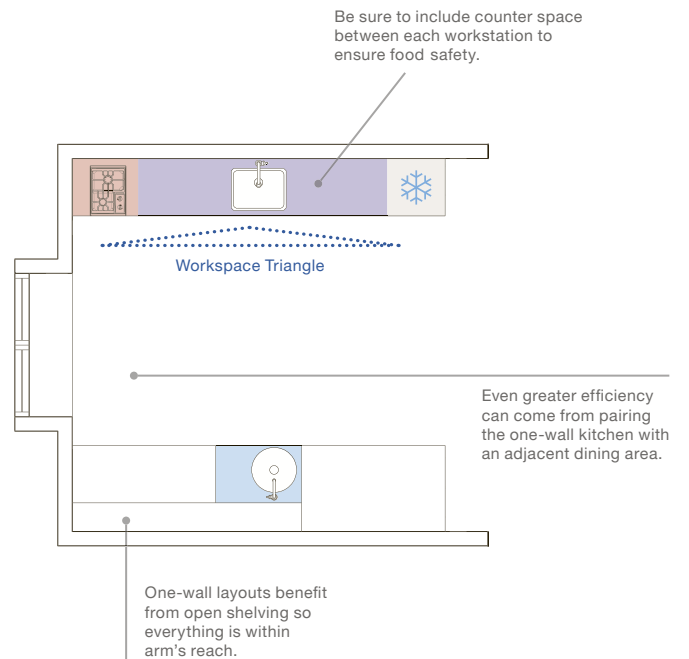 Be sure to include counter space
between each workstation to
ensure food safety.
Workspace Triangle
Even greater efficiency
can come from pairing
the one-wall kitchen with
an adjacent dining area.
One-wall layouts benefit
from open shelving so
everything is within
arm’s reach.